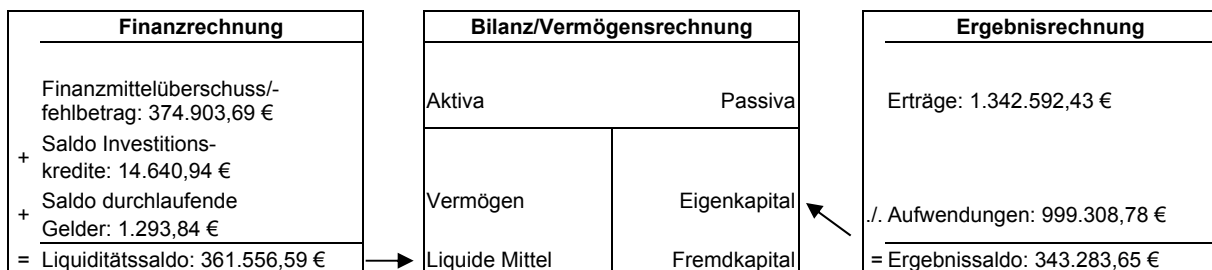 Finanzrechnung
Finanzmittelüberschuss/-
fehlbetrag: 374.903,69 €
+ Saldo Investitions-
kredite: 14.640,94 €
+ Saldo durchlaufende
Gelder: 1.293,84 €
= Liquiditätssaldo: 361.556,59 €
Bilanz/Vermögensrechnung
Aktiva Passiva
Vermögen Eigenkapital
Liquide Mittel Fremdkapital
Ergebnisrechnung
Erträge: 1.342.592,43 €
./. Aufwendungen: 999.308,78 €
= Ergebnissaldo: 343.283,65 €